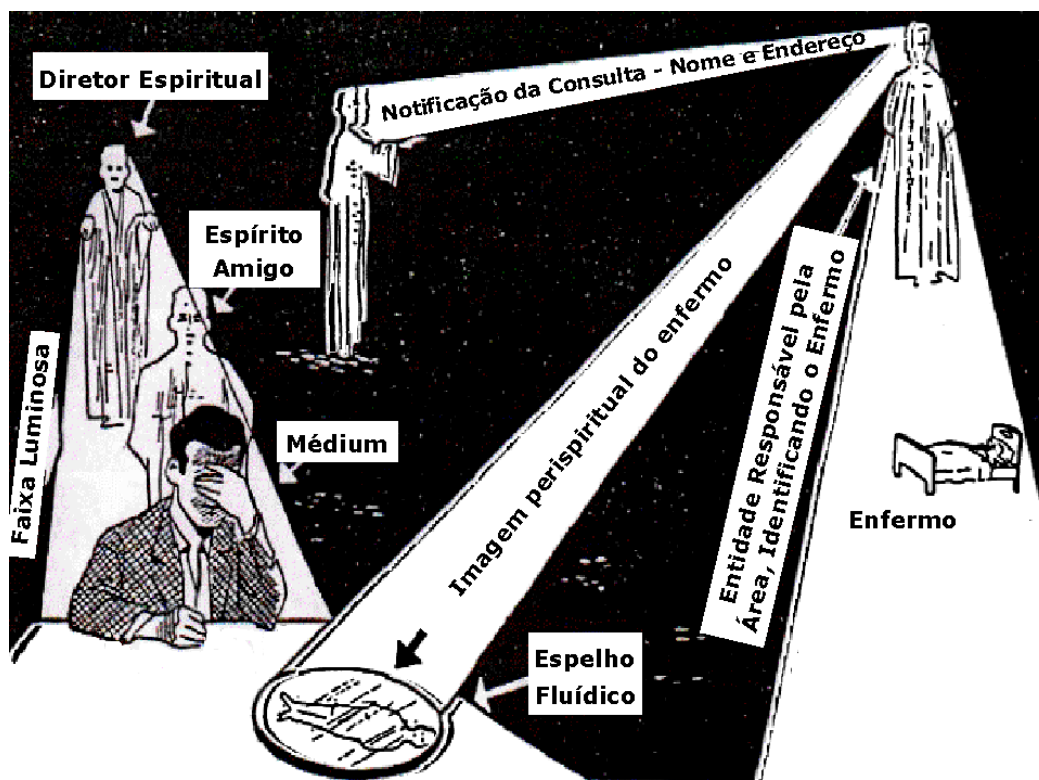 Diretor Espiritual
Notificação da Consulta - Nome e Endereço
Espírito
Amigo
Faixa Luminosa
Médium
Imagem perispiritual do enfermo
Entidade Responsável pela
Área, Identificando o Enfermo
Enfermo
Espelho
Fluídico